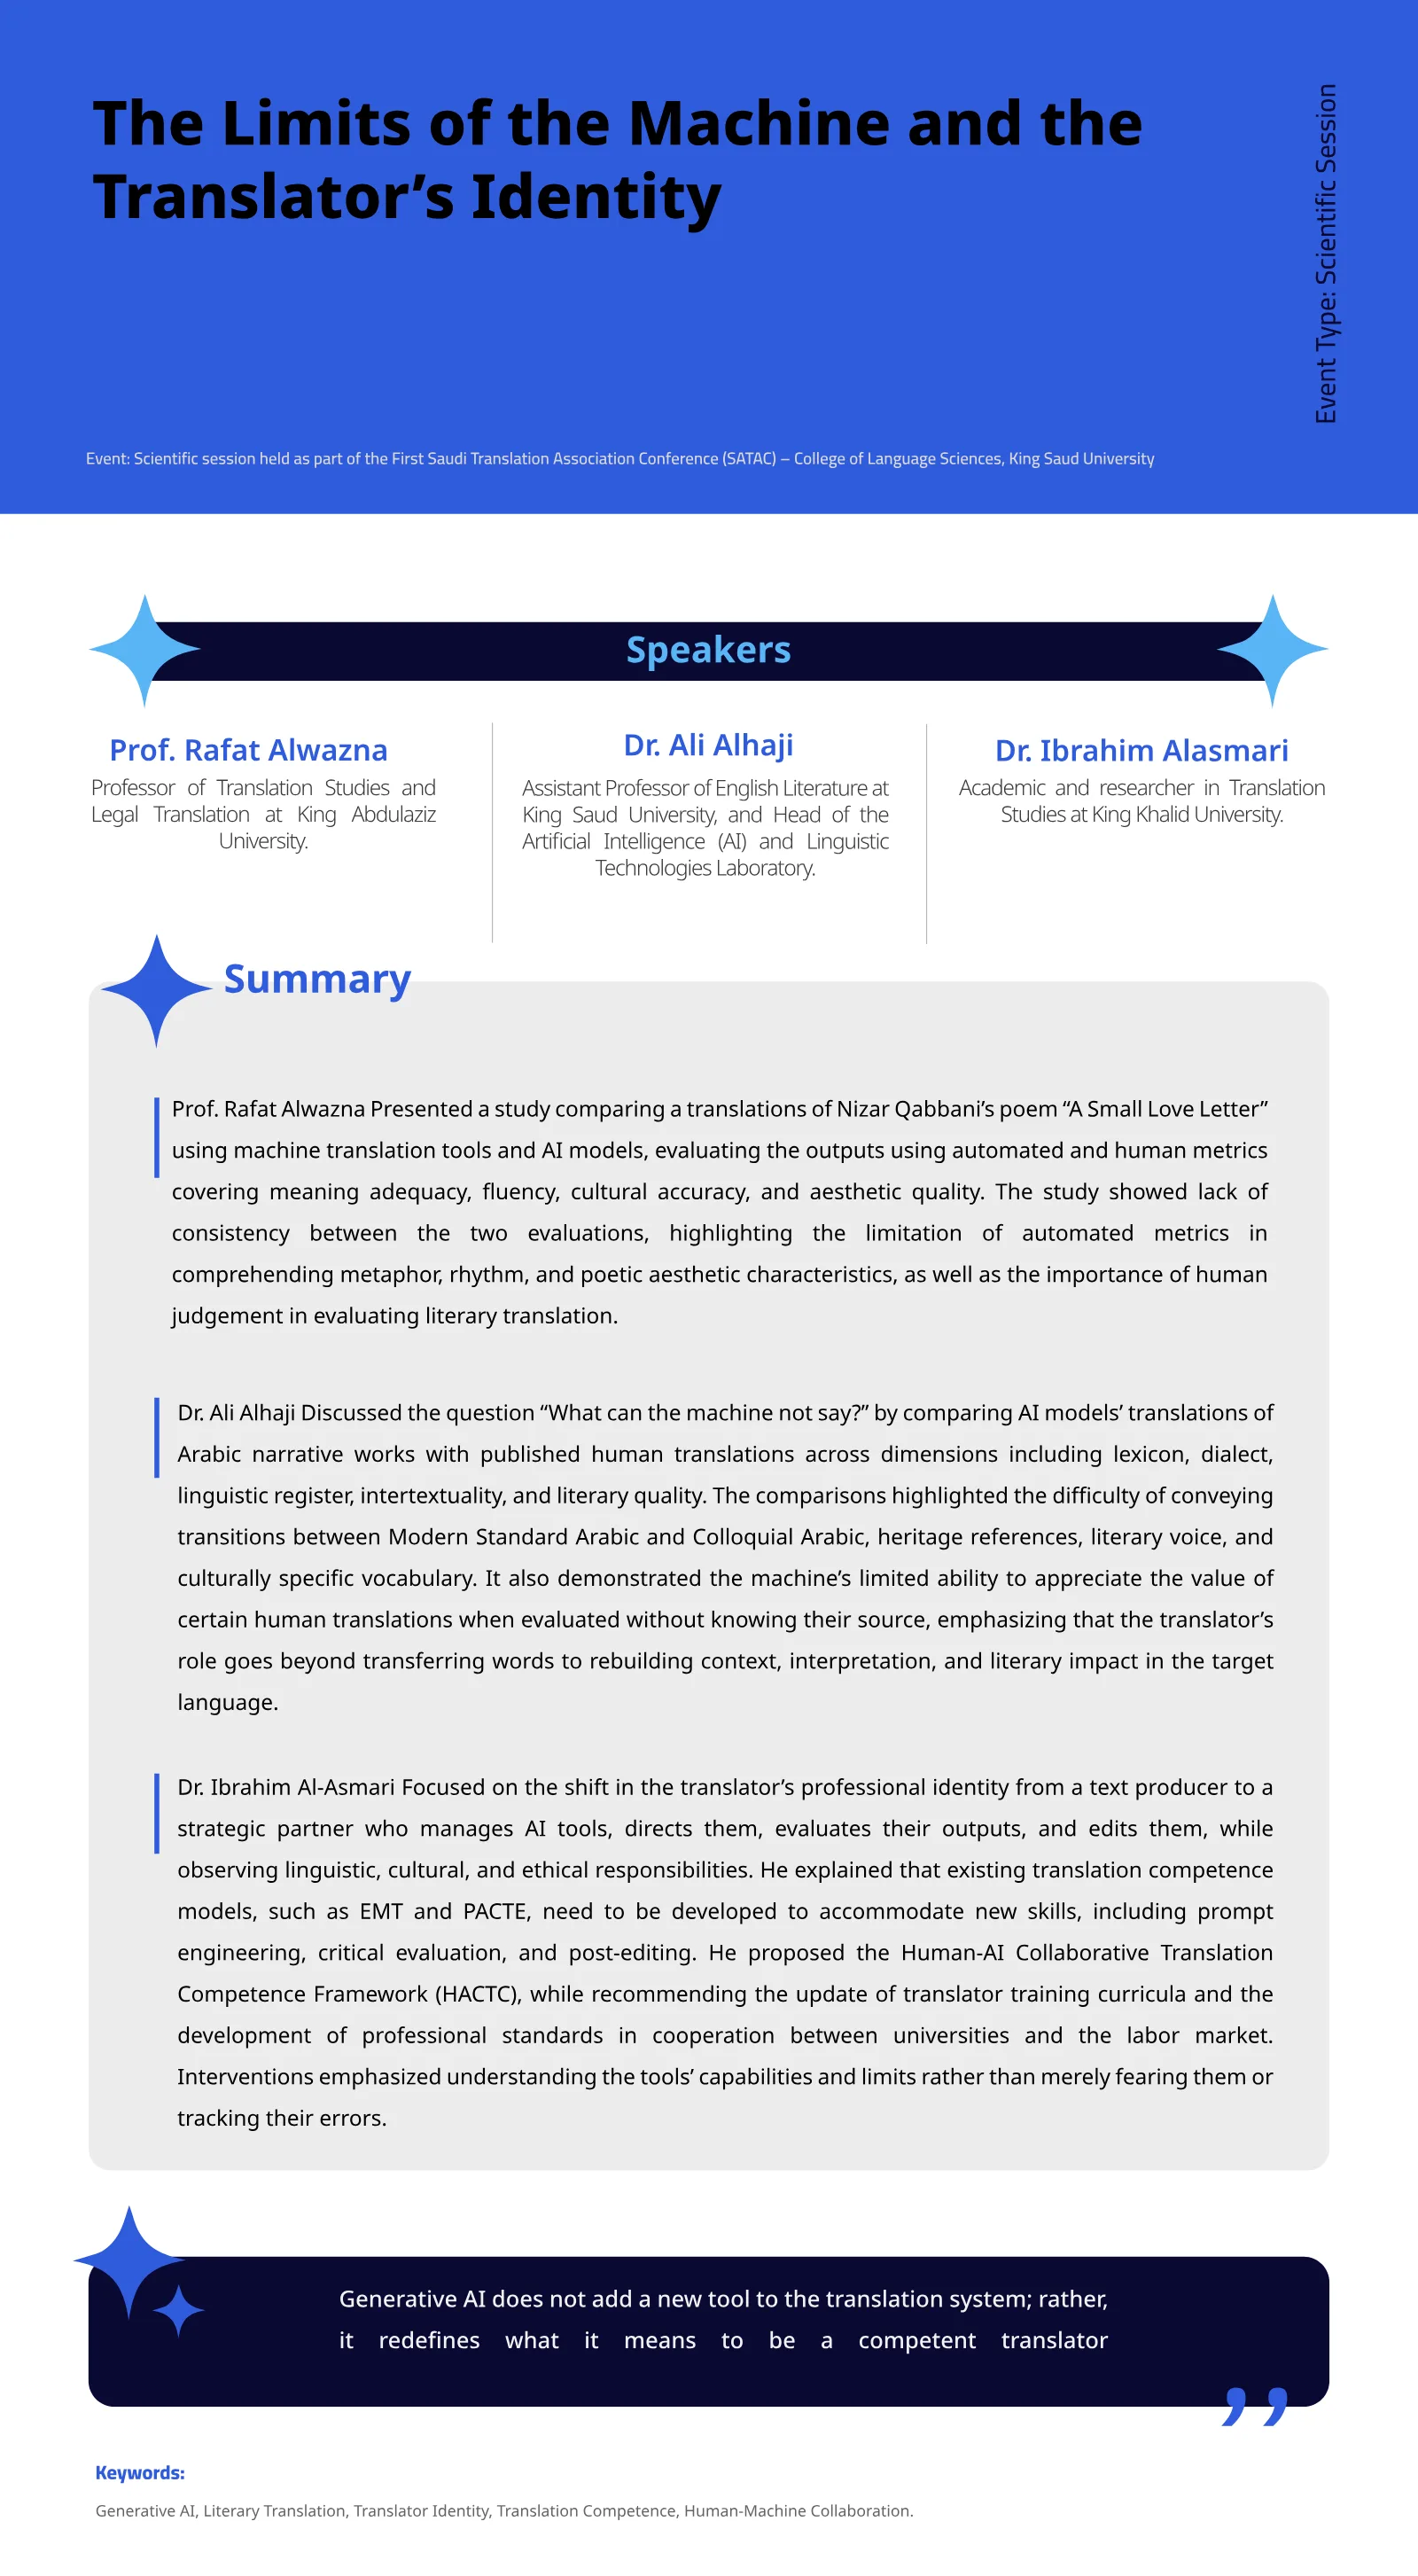 The Limits of the Machine and the
Translator’s Identity
Event Type: Scientific Session
Event: Scientific session held as part of the First Saudi Translation Association Conference (SATAC) – College of Language Sciences, King Saud University
Speakers
Prof. Rafat Alwazna
Professor of Translation Studies and
Legal Translation at King Abdulaziz
University.
Dr. Ali Alhaji
Assistant Professor of English Literature at
King Saud University, and Head of the
Artificial Intelligence (AI) and Linguistic
Technologies Laboratory.
Dr. Ibrahim Alasmari
Academic and researcher in Translation
Studies at King Khalid University.
Summary
Prof. Rafat Alwazna Presented a study comparing a translations of Nizar Qabbani’s poem “A Small Love Letter”
using machine translation tools and AI models, evaluating the outputs using automated and human metrics
covering meaning adequacy, fluency, cultural accuracy, and aesthetic quality. The study showed lack of
consistency between the two evaluations, highlighting the limitation of automated metrics in
comprehending metaphor, rhythm, and poetic aesthetic characteristics, as well as the importance of human
judgement in evaluating literary translation.
Dr. Ali Alhaji Discussed the question “What can the machine not say?” by comparing AI models’ translations of
Arabic narrative works with published human translations across dimensions including lexicon, dialect,
linguistic register, intertextuality, and literary quality. The comparisons highlighted the difficulty of conveying
transitions between Modern Standard Arabic and Colloquial Arabic, heritage references, literary voice, and
culturally specific vocabulary. It also demonstrated the machine’s limited ability to appreciate the value of
certain human translations when evaluated without knowing their source, emphasizing that the translator’s
role goes beyond transferring words to rebuilding context, interpretation, and literary impact in the target
language.
Dr. Ibrahim Al-Asmari Focused on the shift in the translator’s professional identity from a text producer to a
strategic partner who manages AI tools, directs them, evaluates their outputs, and edits them, while
observing linguistic, cultural, and ethical responsibilities. He explained that existing translation competence
models, such as EMT and PACTE, need to be developed to accommodate new skills, including prompt
engineering, critical evaluation, and post-editing. He proposed the Human-AI Collaborative Translation
Competence Framework (HACTC), while recommending the update of translator training curricula and the
development of professional standards in cooperation between universities and the labor market.
Interventions emphasized understanding the tools’ capabilities and limits rather than merely fearing them or
tracking their errors.
Generative AI does not add a new tool to the translation system; rather,
it redefines what it means to be a competent translator
”
Keywords:
Generative AI, Literary Translation, Translator Identity, Translation Competence, Human-Machine Collaboration.